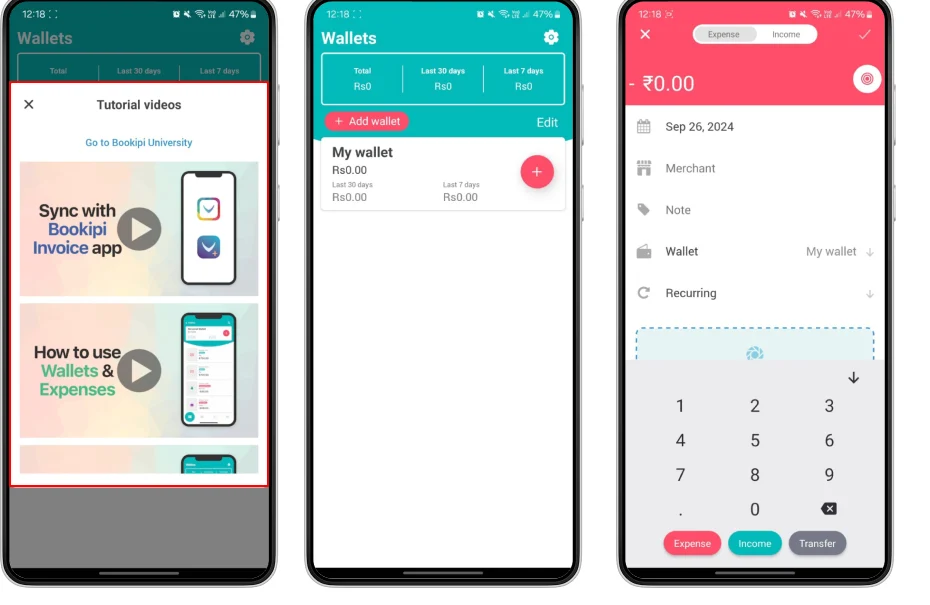 12:18
47%
Wallets
Total
Last 30 days
Last 7 days
Tutorial videos
Go to Bookipi University
Sync with
Bookipi
Invoice app
How to use
Wallets &
Expenses
12:18
47%
Wallets
Total
Last 30 days
Last 7 days
Rs0
Rs0
Rs0
+ Add wallet
Edit
My wallet
Rs0.00
Last 30 days
Last 7 days
Rs0.00
Rs0.00
+
12:18
47%
Expense
Income
- ₹0.00
Sep 26, 2024
Merchant
Note
Wallet
My wallet
Recurring
1 2 3
4 5 6
7 8 9
. 0
Expense
Income
Transfer